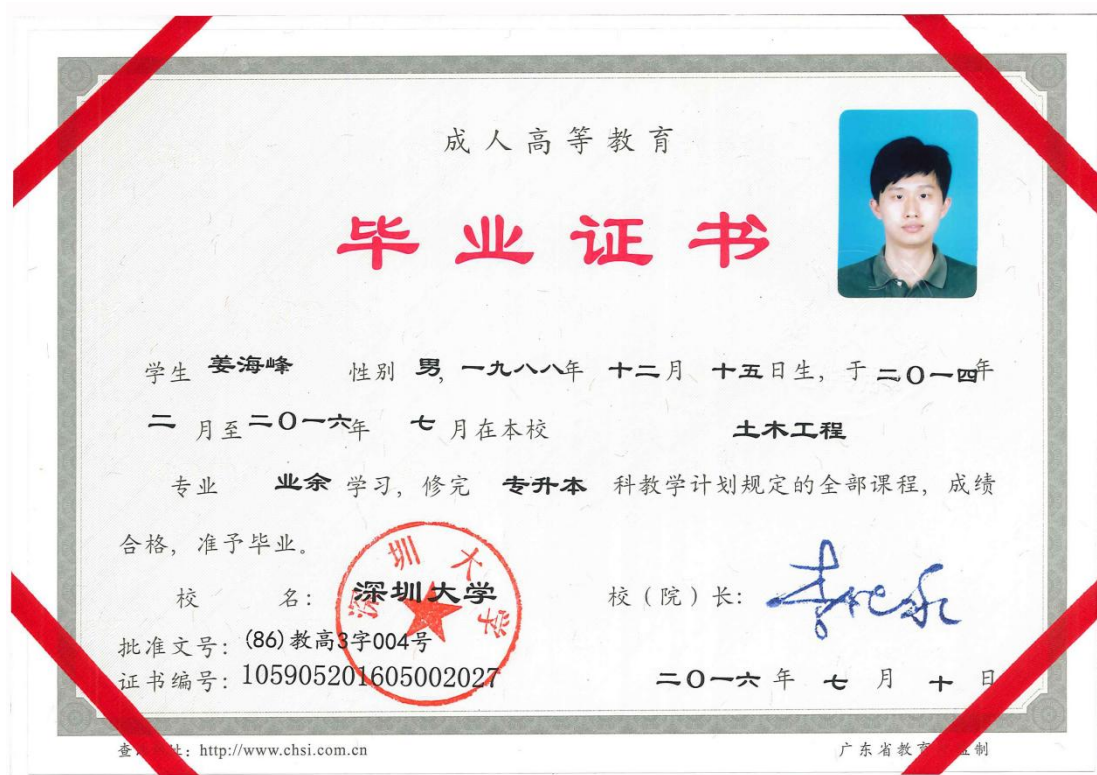 成人高等教育
毕业证书
学生 姜海峰 性别 男, 一九八八年 十二月 十五日生, 于 二〇一四年
二 月至 二〇一六年 七 月在本校 土木工程
专业 业余 学习, 修完 专升本 科教学计划规定的全部课程, 成绩
合格, 准予毕业。
深圳大学
校 名: 深圳大学 校(院)长:
批准文号: (86)教高3字004号
证书编号: 105905201605002027 二〇一六 年 七 月 十 日
查 址: http://www.chsi.com.cn 广东省教 监制